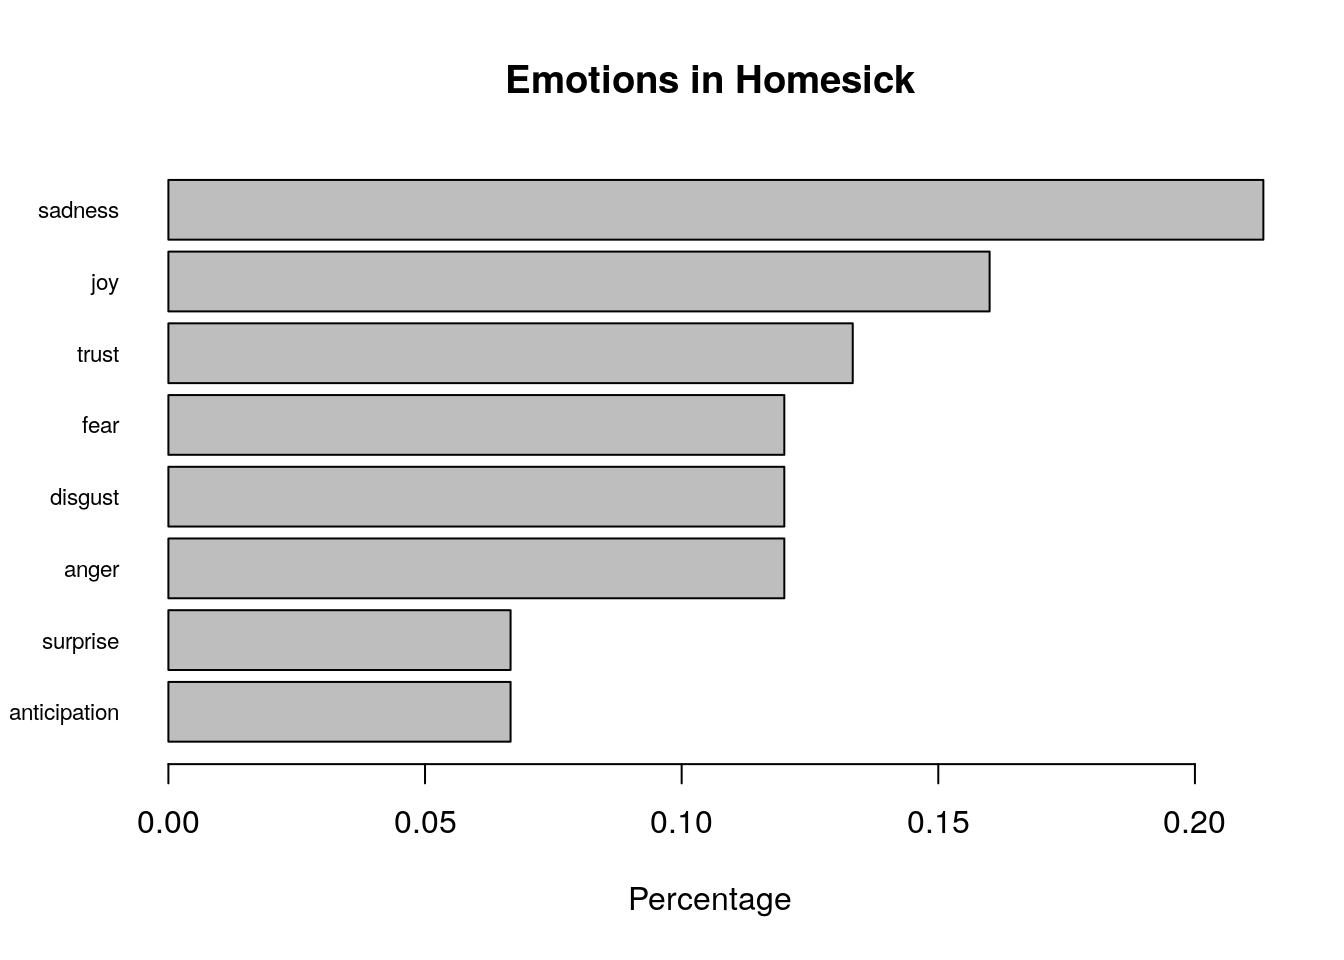 Emotions in Homesick
sadness
joy
trust
fear
disgust
anger
surprise
anticipation
0.00 0.05 0.10 0.15 0.20
Percentage